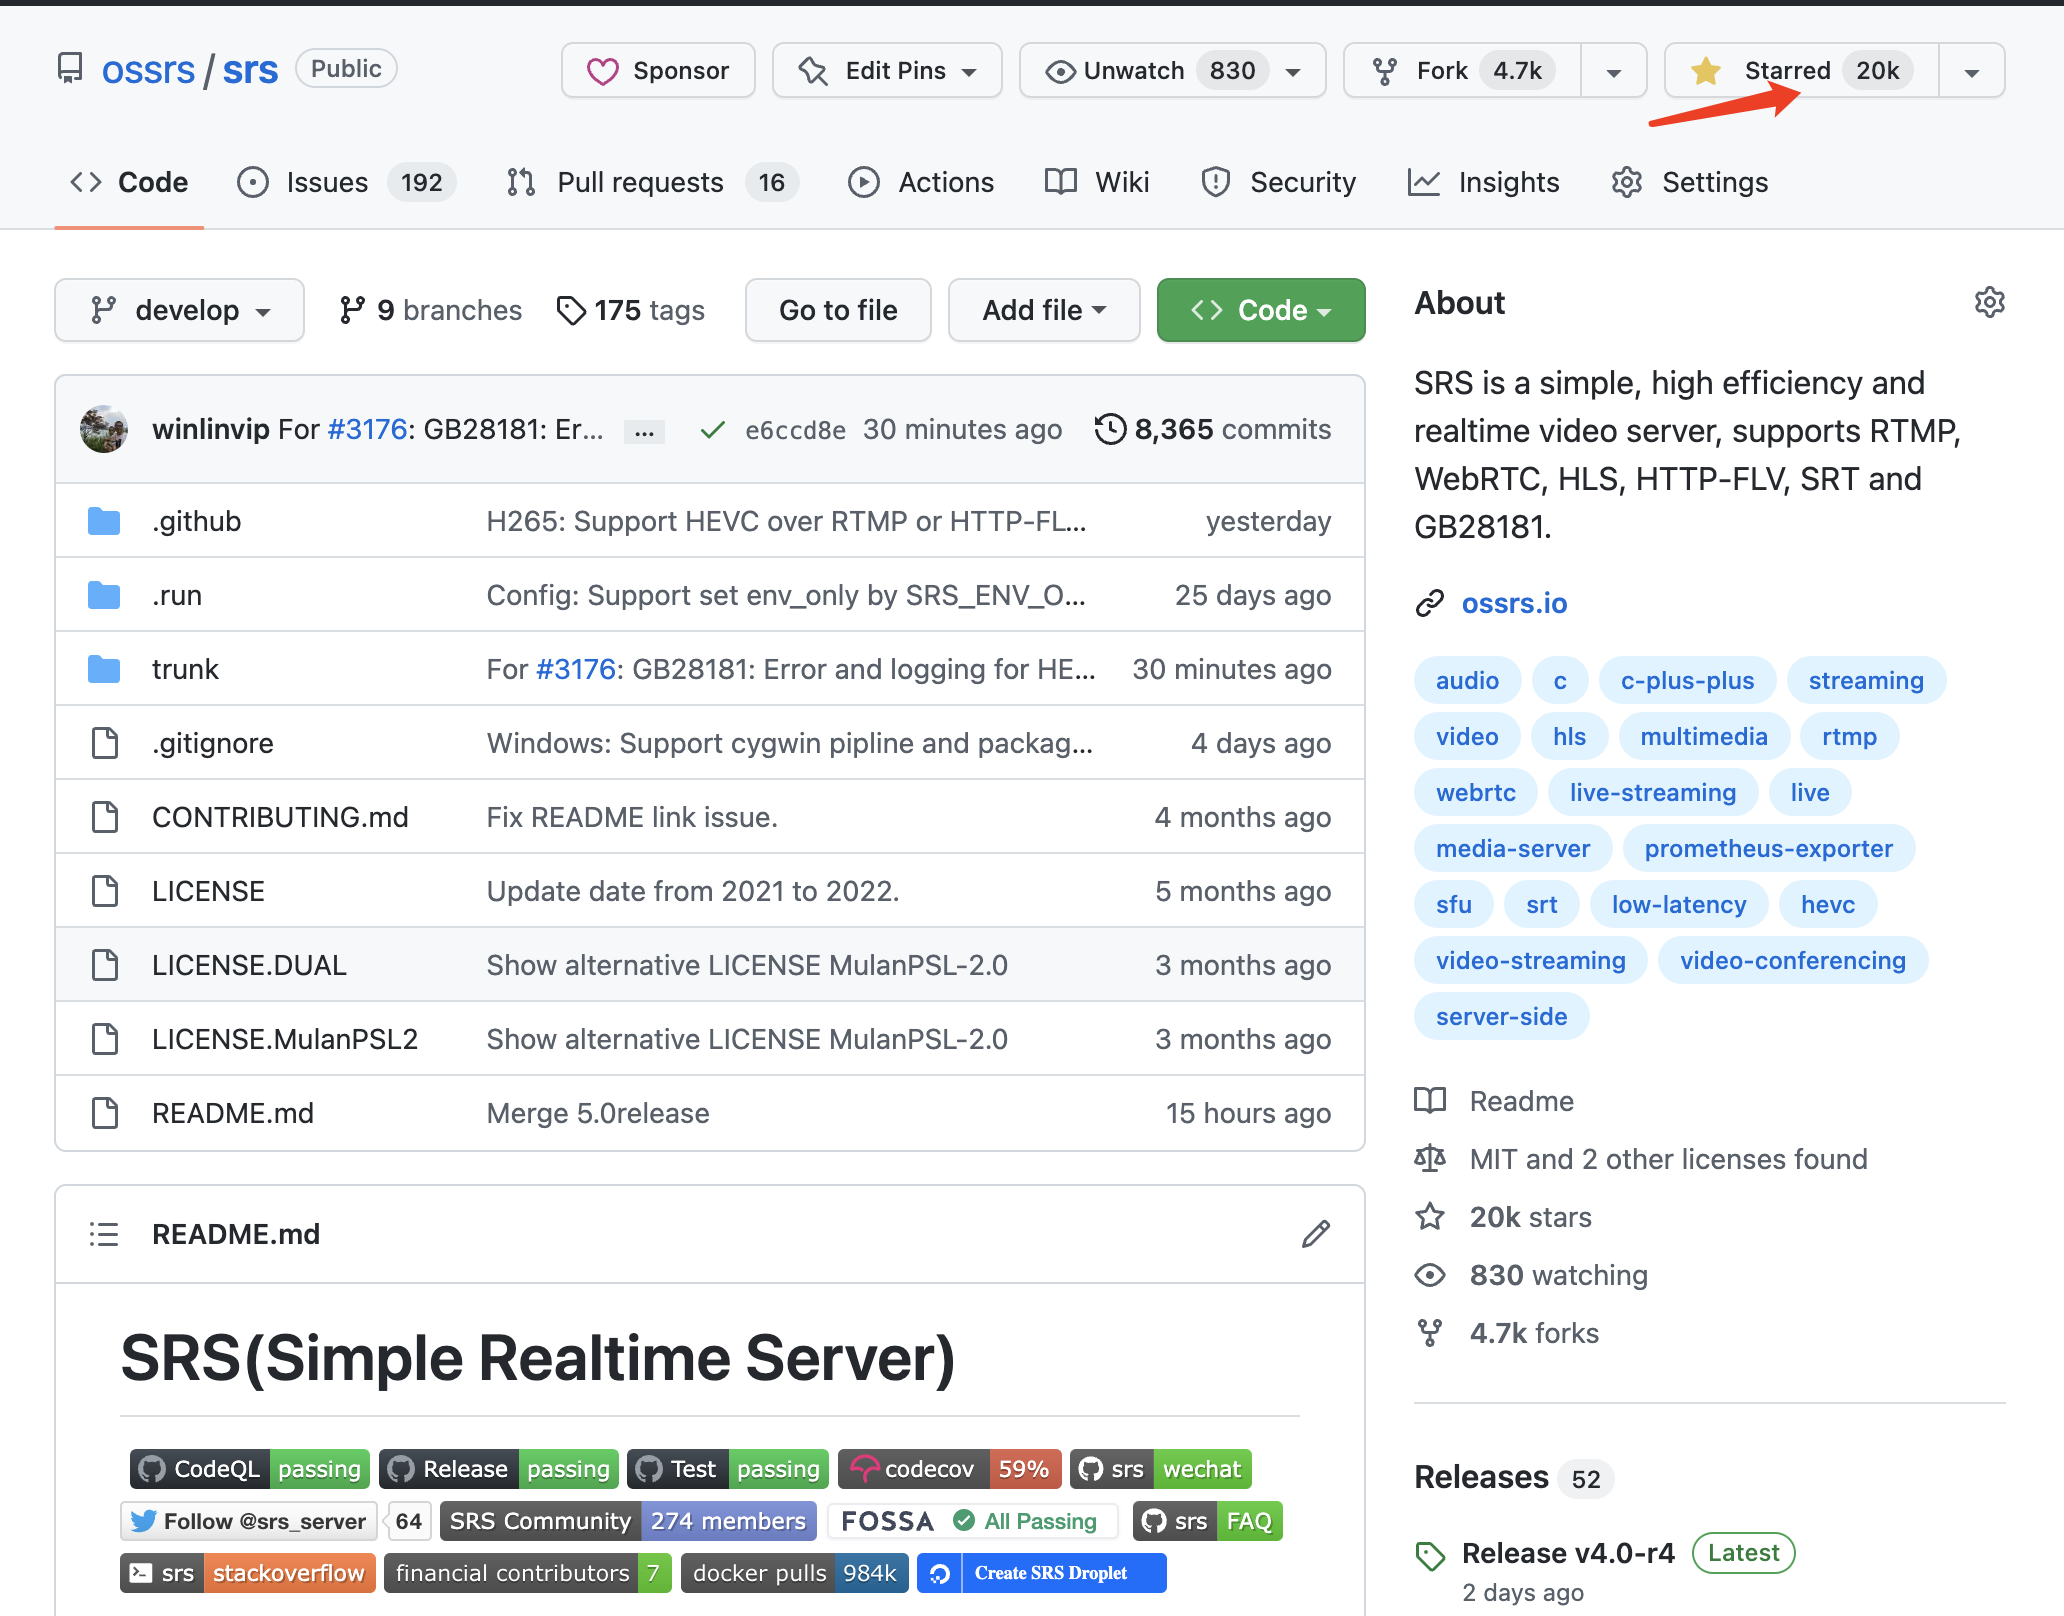 ossrs / srs Public Sponsor Edit Pins Unwatch 830 Fork 4.7k Starred 20k
Code Issues 192 Pull requests 16 Actions Wiki Security Insights Settings
develop 9 branches 175 tags Go to file Add file Code
winlinvip For #3176: GB28181: Er... ... e6ccd8e 30 minutes ago 8,365 commits
.github H265: Support HEVC over RTMP or HTTP-FL... yesterday
.run Config: Support set env_only by SRS_ENV_O... 25 days ago
trunk For #3176: GB28181: Error and logging for HE... 30 minutes ago
.gitignore Windows: Support cygwin pipline and packag... 4 days ago
CONTRIBUTING.md Fix README link issue. 4 months ago
LICENSE Update date from 2021 to 2022. 5 months ago
LICENSE.DUAL Show alternative LICENSE MulanPSL-2.0 3 months ago
LICENSE.MulanPSL2 Show alternative LICENSE MulanPSL-2.0 3 months ago
README.md Merge 5.0release 15 hours ago
README.md
SRS(Simple Realtime Server)
CodeQL passing Release passing Test passing codecov 59% srs wechat
Follow @srs_server 64 SRS Community 274 members FOSSA All Passing srs FAQ
srs stackoverflow financial contributors 7 docker pulls 984k Create SRS Droplet
About
SRS is a simple, high efficiency and
realtime video server, supports RTMP,
WebRTC, HLS, HTTP-FLV, SRT and
GB28181.
ossrs.io
audio c c-plus-plus streaming
video hls multimedia rtmp
webrtc live-streaming live
media-server prometheus-exporter
sfu srt low-latency hevc
video-streaming video-conferencing
server-side
Readme
MIT and 2 other licenses found
20k stars
830 watching
4.7k forks
Releases 52
Release v4.0-r4 Latest
2 days ago